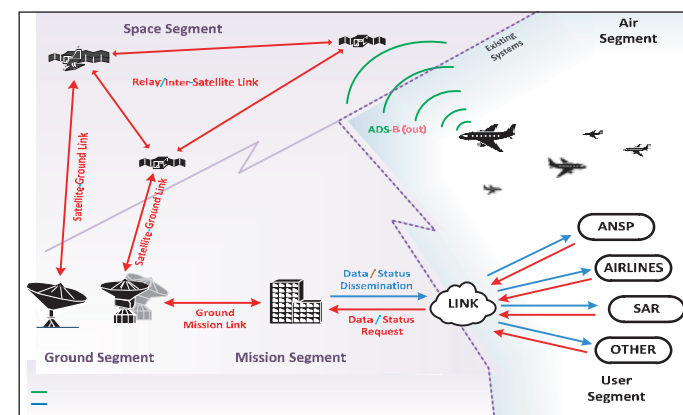 Space Segment
Air
Segment
Existing
Systems
Relay/Inter-Satellite Link
ADS-B (out)
Satellite-Ground Link
Satellite-Ground Link
ANSP
AIRLINES
SAR
OTHER
Data / Status
Dissemination
LINK
Data / Status
Request
Ground
Mission Link
Ground Segment
Mission Segment
User
Segment